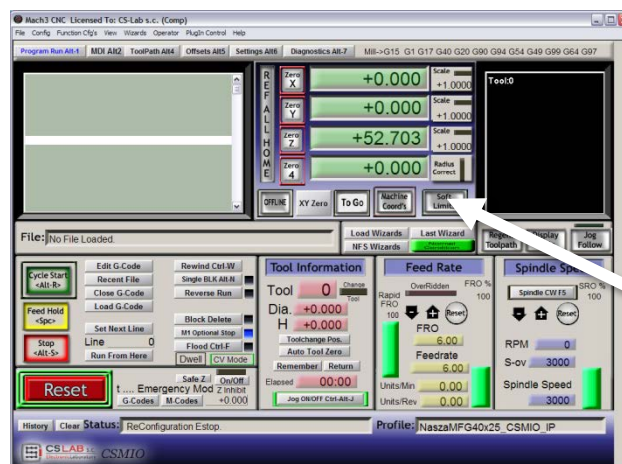 Mach3 CNC Licensed To: CS-Lab s.c. (Comp)
File Config Function Cfg's View Wizards Operator PlugIn Control Help
Program Run Alt-1 MDI Alt2 ToolPath Alt4 Offsets Alt5 Settings Alt6 Diagnostics Alt-7 Mill->G15 G1 G17 G40 G20 G90 G94 G54 G49 G99 G64 G97
REF ALL HOME
Zero X +0.000 Scale +1.0000
Zero Y +0.000 Scale +1.0000
Zero Z +52.703 Scale +1.0000
Zero 4 +0.000 Radius Correct
OFFLINE XY Zero To Go Machine Coord's Soft Limits
Tool:0
File: No File Loaded.
Load Wizards Last Wizard
NFS Wizards
Toolpath Display Jog Follow
Cycle Start <Alt-R>
Feed Hold <Spc>
Stop <Alt-S>
Edit G-Code
Recent File
Close G-Code
Load G-Code
Set Next Line
Line 0
Run From Here
Rewind Ctrl-W
Single BLK Alt-N
Reverse Run
Block Delete
M1 Optional Stop
Flood Ctrl-F
Dwell CV Mode
Reset
t .... Emergency Mod
G-Codes M-Codes
Safe Z On/Off
Z Inhibit
+0.000
Tool Information
Tool 0 Change Tool
Dia. +0.000
H +0.000
Toolchange Pos.
Auto Tool Zero
Remember Return
Elapsed 00:00
Jog ON/OFF Ctrl-Alt-J
Feed Rate
OverRidden FRO %
Rapid FRO 100 Reset 100
FRO
6.00
Feedrate
6.00
Units/Min 0.00
Units/Rev 0.00
Spindle Speed
Spindle CW F5 SRO %
100
Reset
RPM 0
S-ov 3000
Spindle Speed
3000
History Clear Status: ReConfiguration Estop.
Profile: NaszaMFG40x25_CSMIO_IP
CSLAB s.c. CSMIO